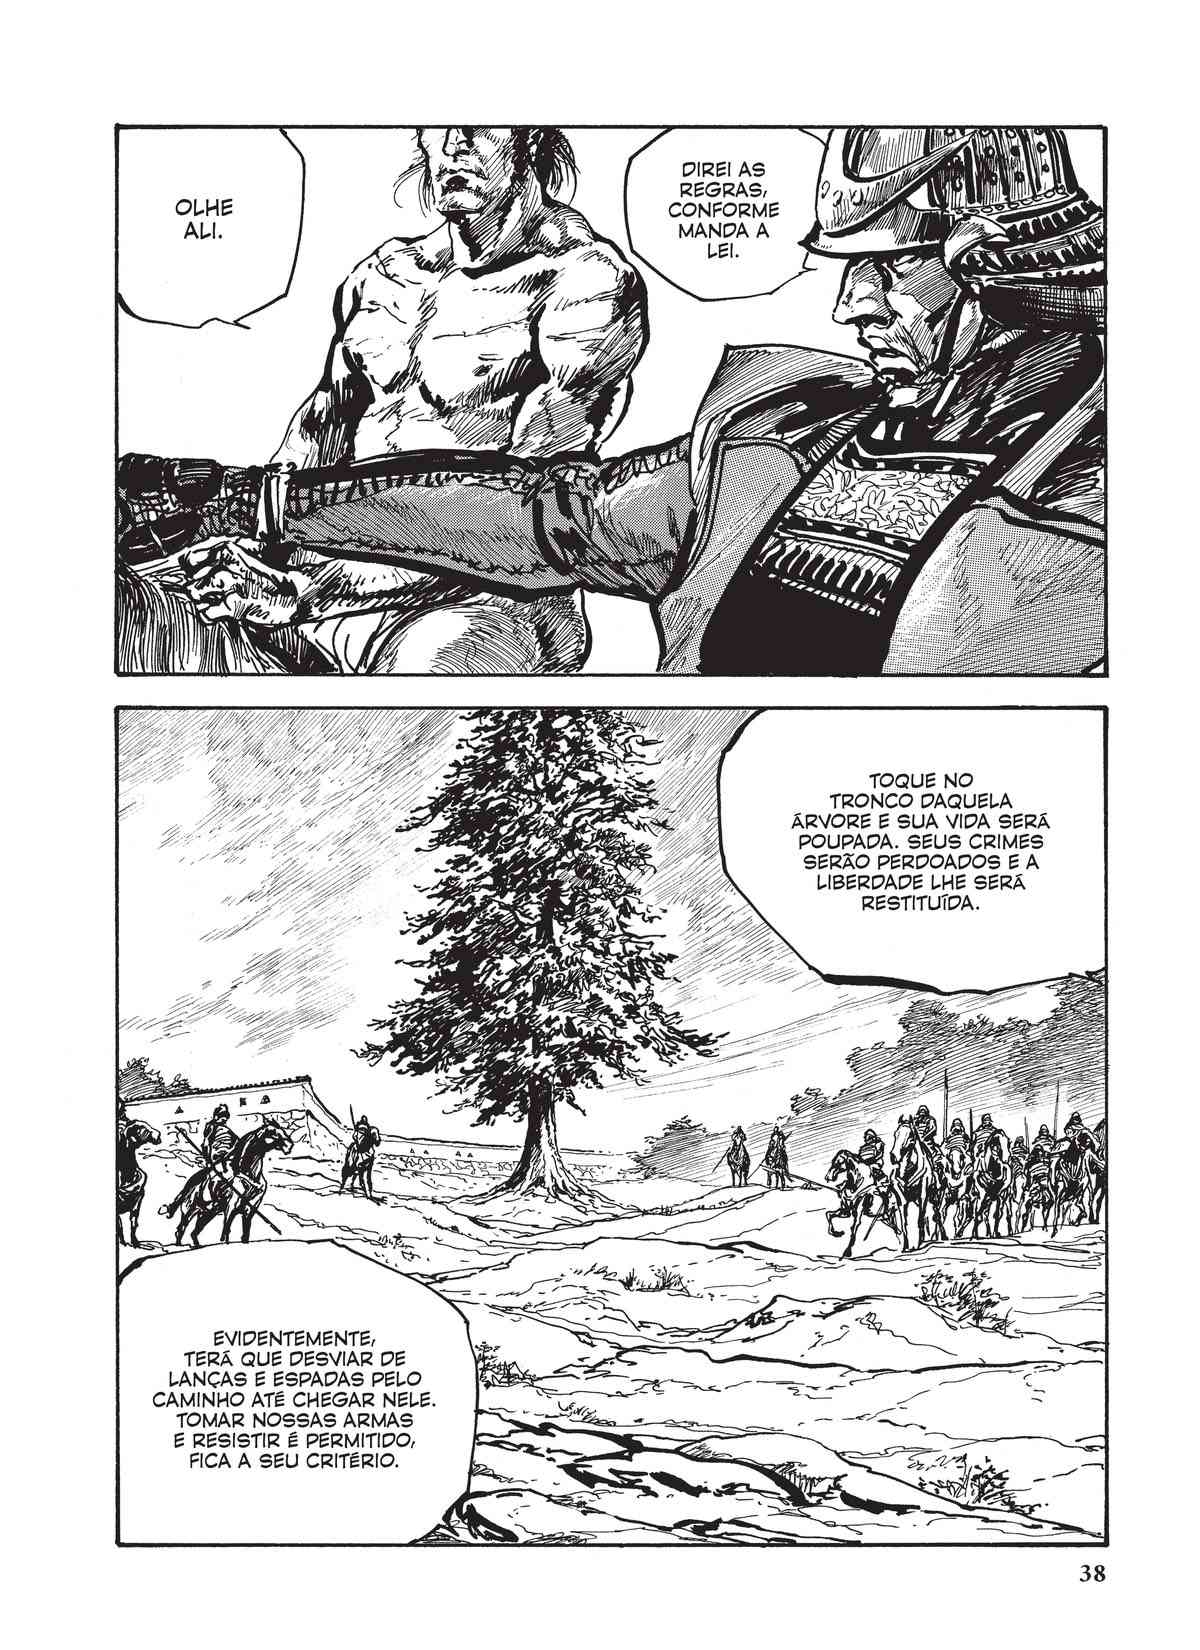 OLHE
ALI.
DIREI AS
REGRAS,
CONFORME
MANDA A
LEI.
TOQUE NO
TRONCO DAQUELA
ÁRVORE E SUA VIDA SERÁ
POUPADA. SEUS CRIMES
SERÃO PERDOADOS E A
LIBERDADE LHE SERÁ
RESTITUÍDA.
EVIDENTEMENTE,
TERÁ QUE DESVIAR DE
LANÇAS E ESPADAS PELO
CAMINHO ATÉ CHEGAR NELE.
TOMAR NOSSAS ARMAS
E RESISTIR É PERMITIDO,
FICA A SEU CRITÉRIO.
38